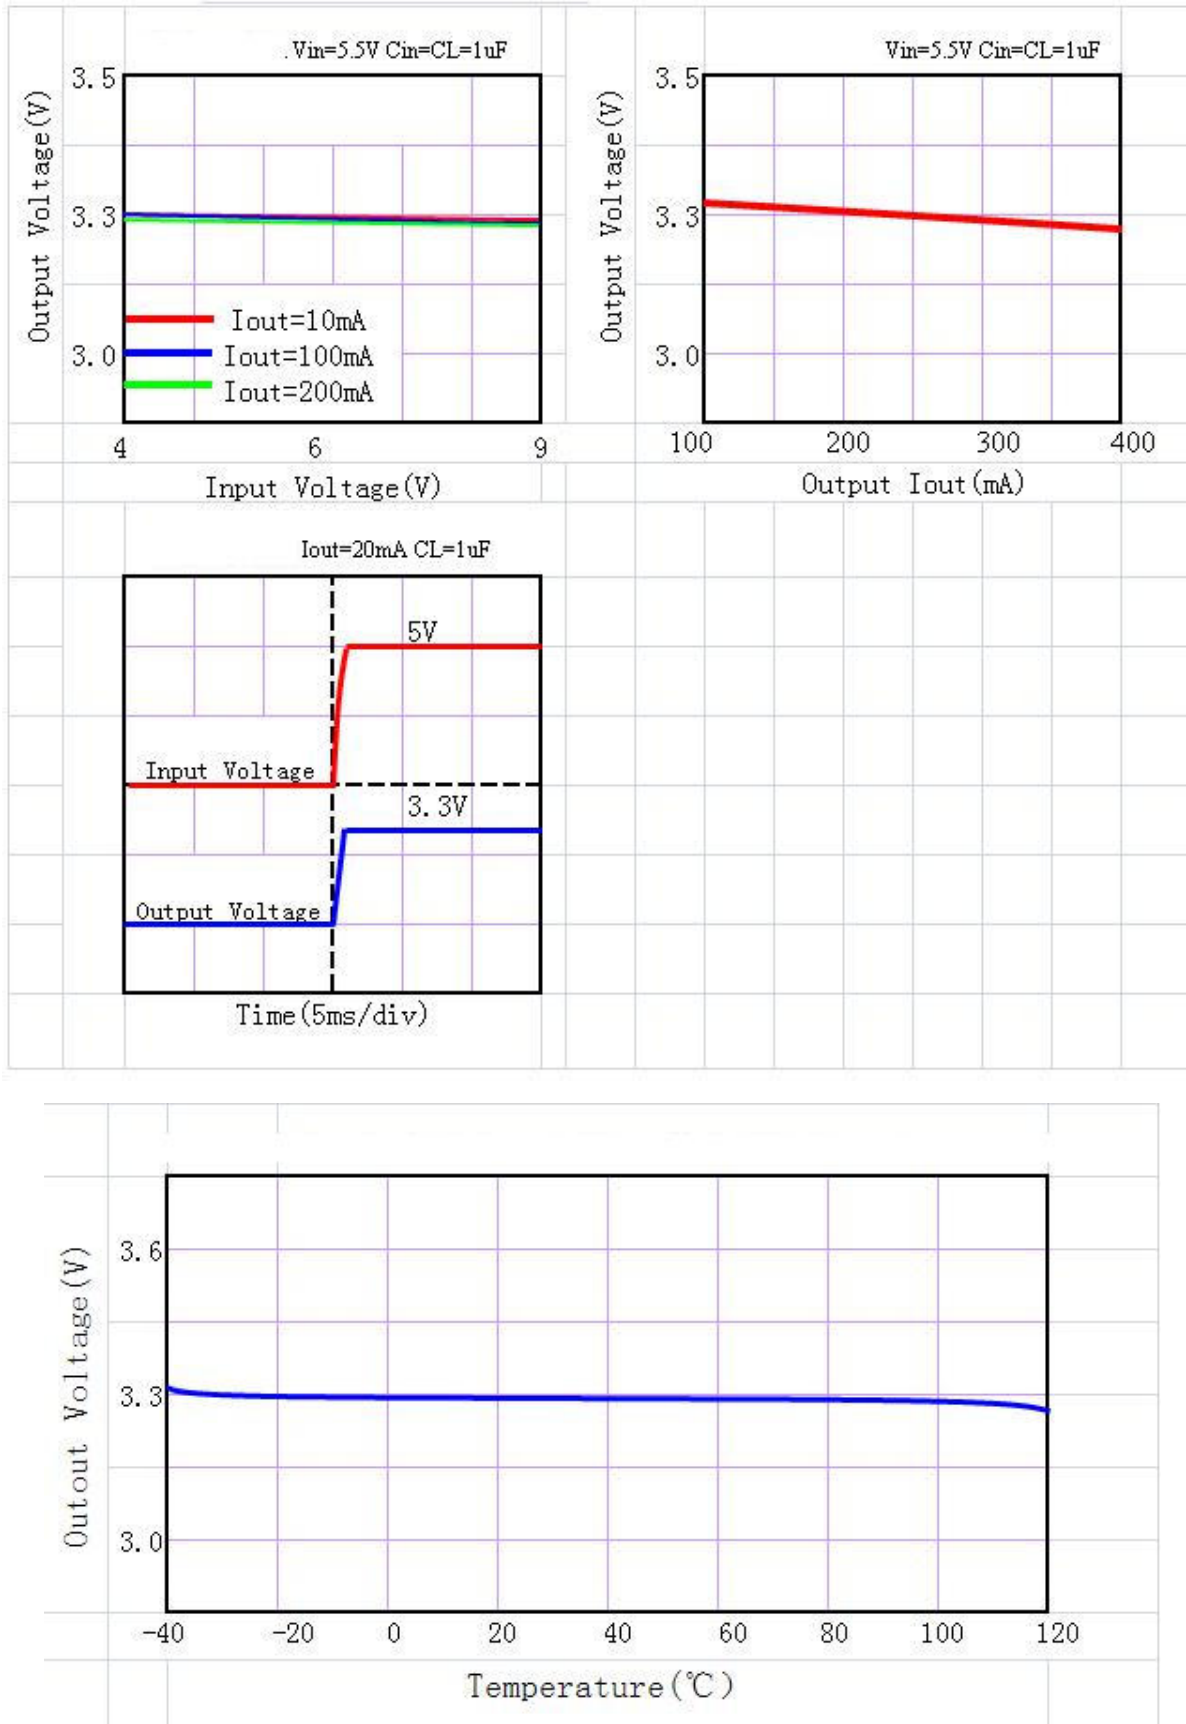 .Vin=5.5V Cin=CL=1uF
3.5
3.3
3.0
Output Voltage(V)
Iout=10mA
Iout=100mA
Iout=200mA
4 6 9
Input Voltage(V)
Vin=5.5V Cin=CL=1uF
3.5
3.3
3.0
Output Voltage(V)
100 200 300 400
Output Iout(mA)
Iout=20mA CL=1uF
5V
Input Voltage
3.3V
Output Voltage
Time(5ms/div)
3.6
3.3
3.0
Outout Voltage(V)
-40 -20 0 20 40 60 80 100 120
Temperature(℃)